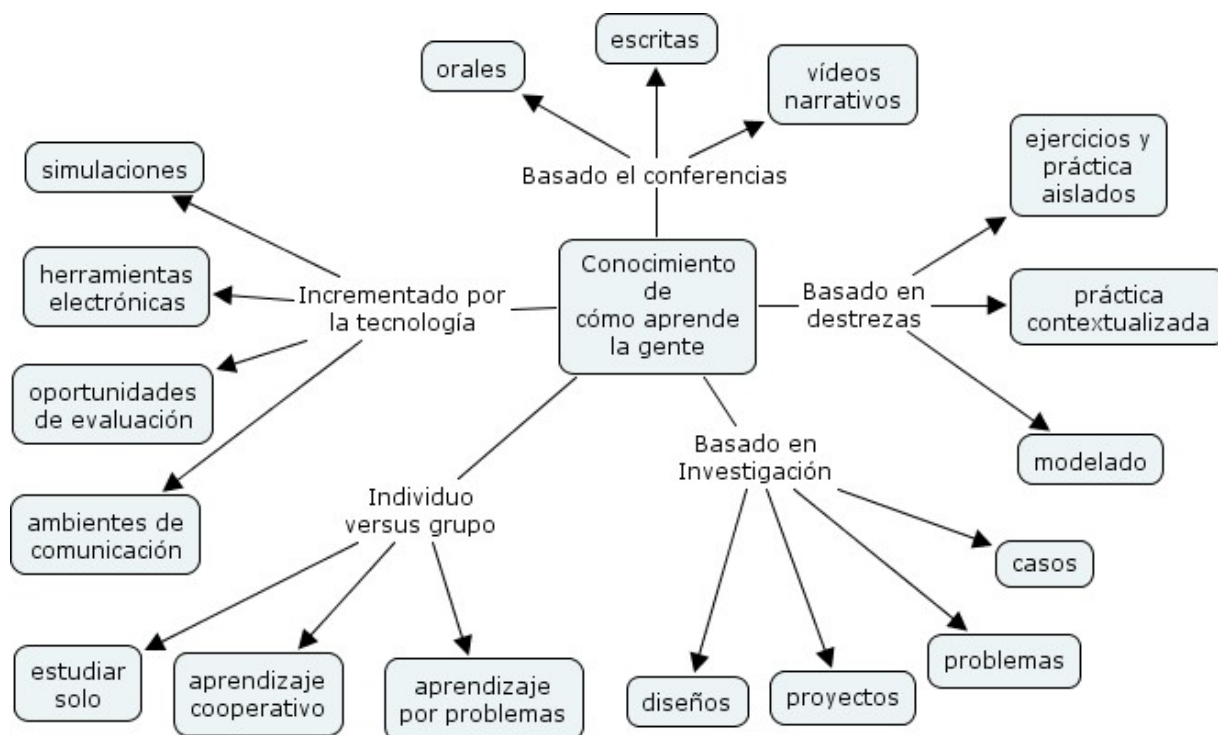 orales
escritas
vídeos
narrativos
Basado el conferencias
ejercicios y
práctica
aislados
simulaciones
herramientas
electrónicas
Incrementado por
la tecnología
Conocimiento
de
cómo aprende
la gente
Basado en
destrezas
práctica
contextualizada
oportunidades
de evaluación
modelado
Basado en
Investigación
Individuo
versus grupo
ambientes de
comunicación
casos
estudiar
solo
aprendizaje
cooperativo
aprendizaje
por problemas
diseños
proyectos
problemas